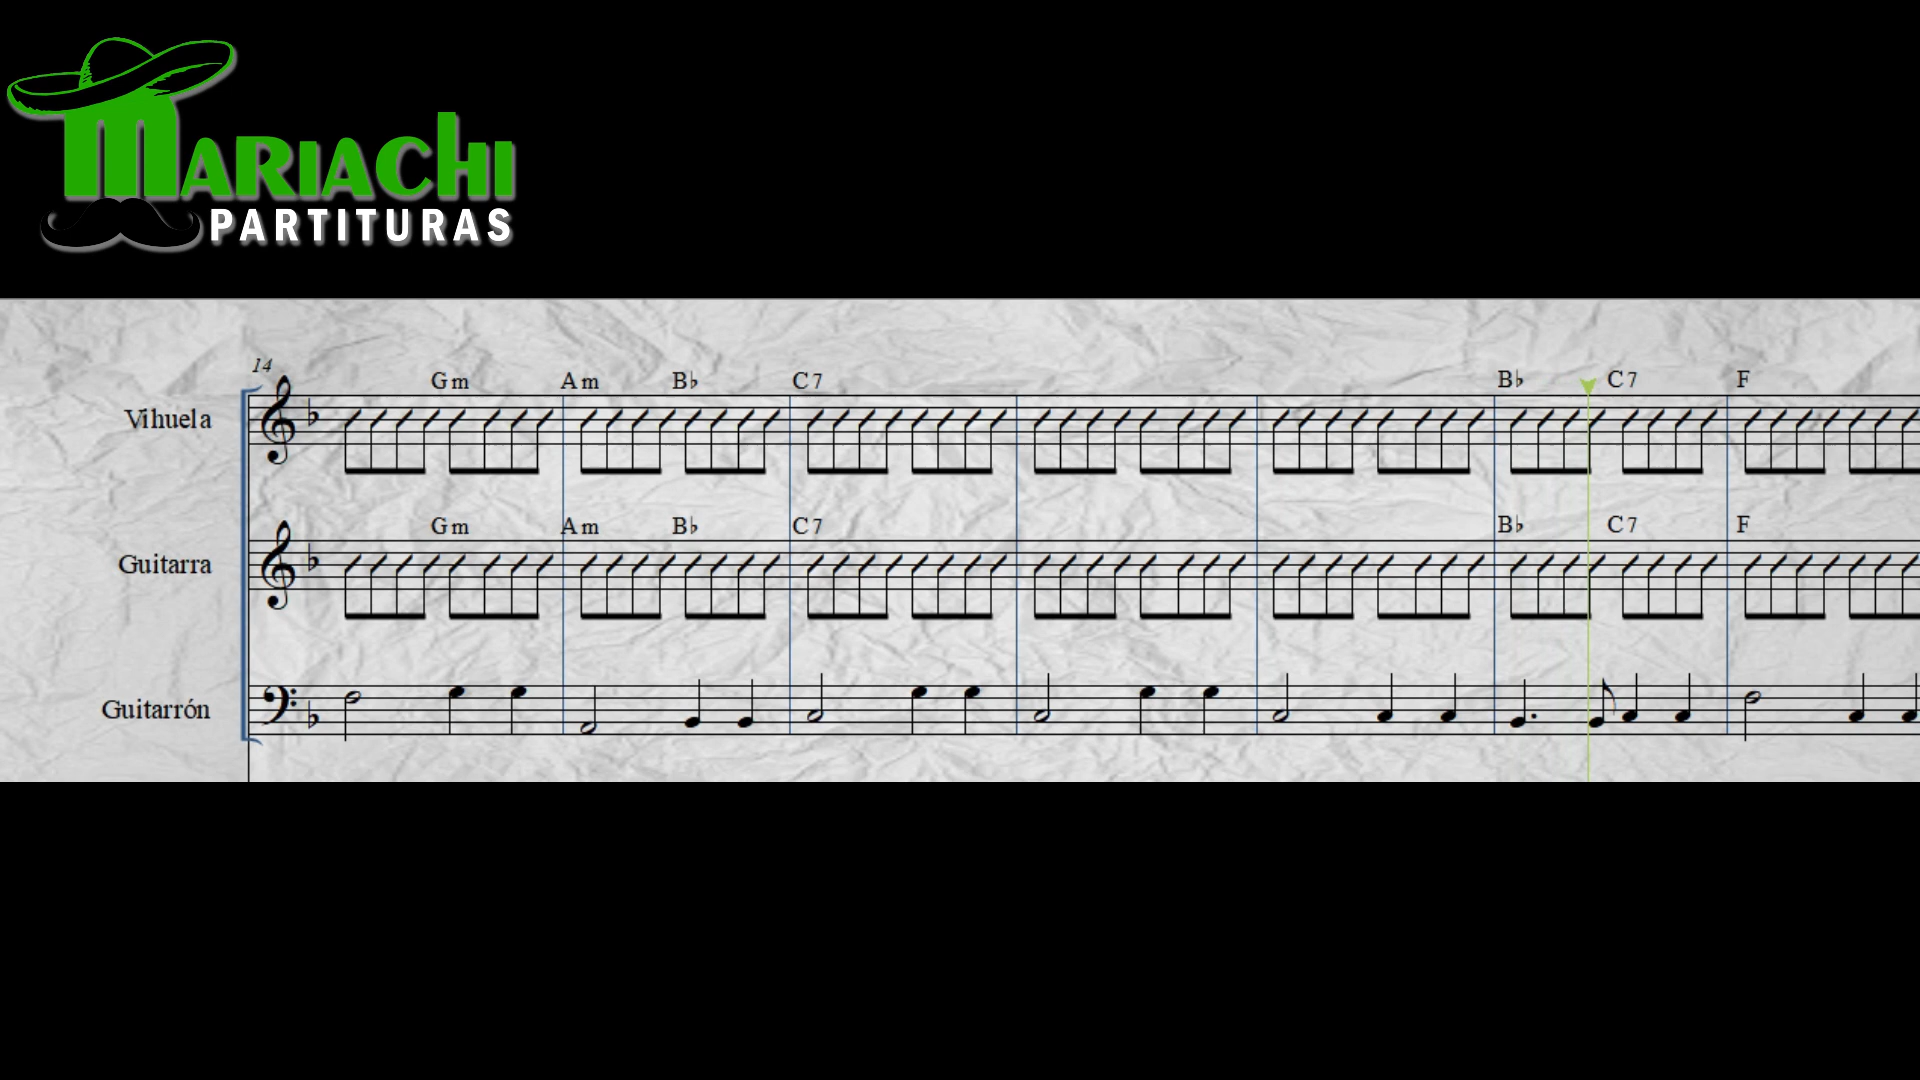 MARIACHI
PARTITURAS
14
Gm Am B♭ C7 B♭ C7 F
Vihuela
Gm Am B♭ C7 B♭ C7 F
Guitarra
Guitarrón